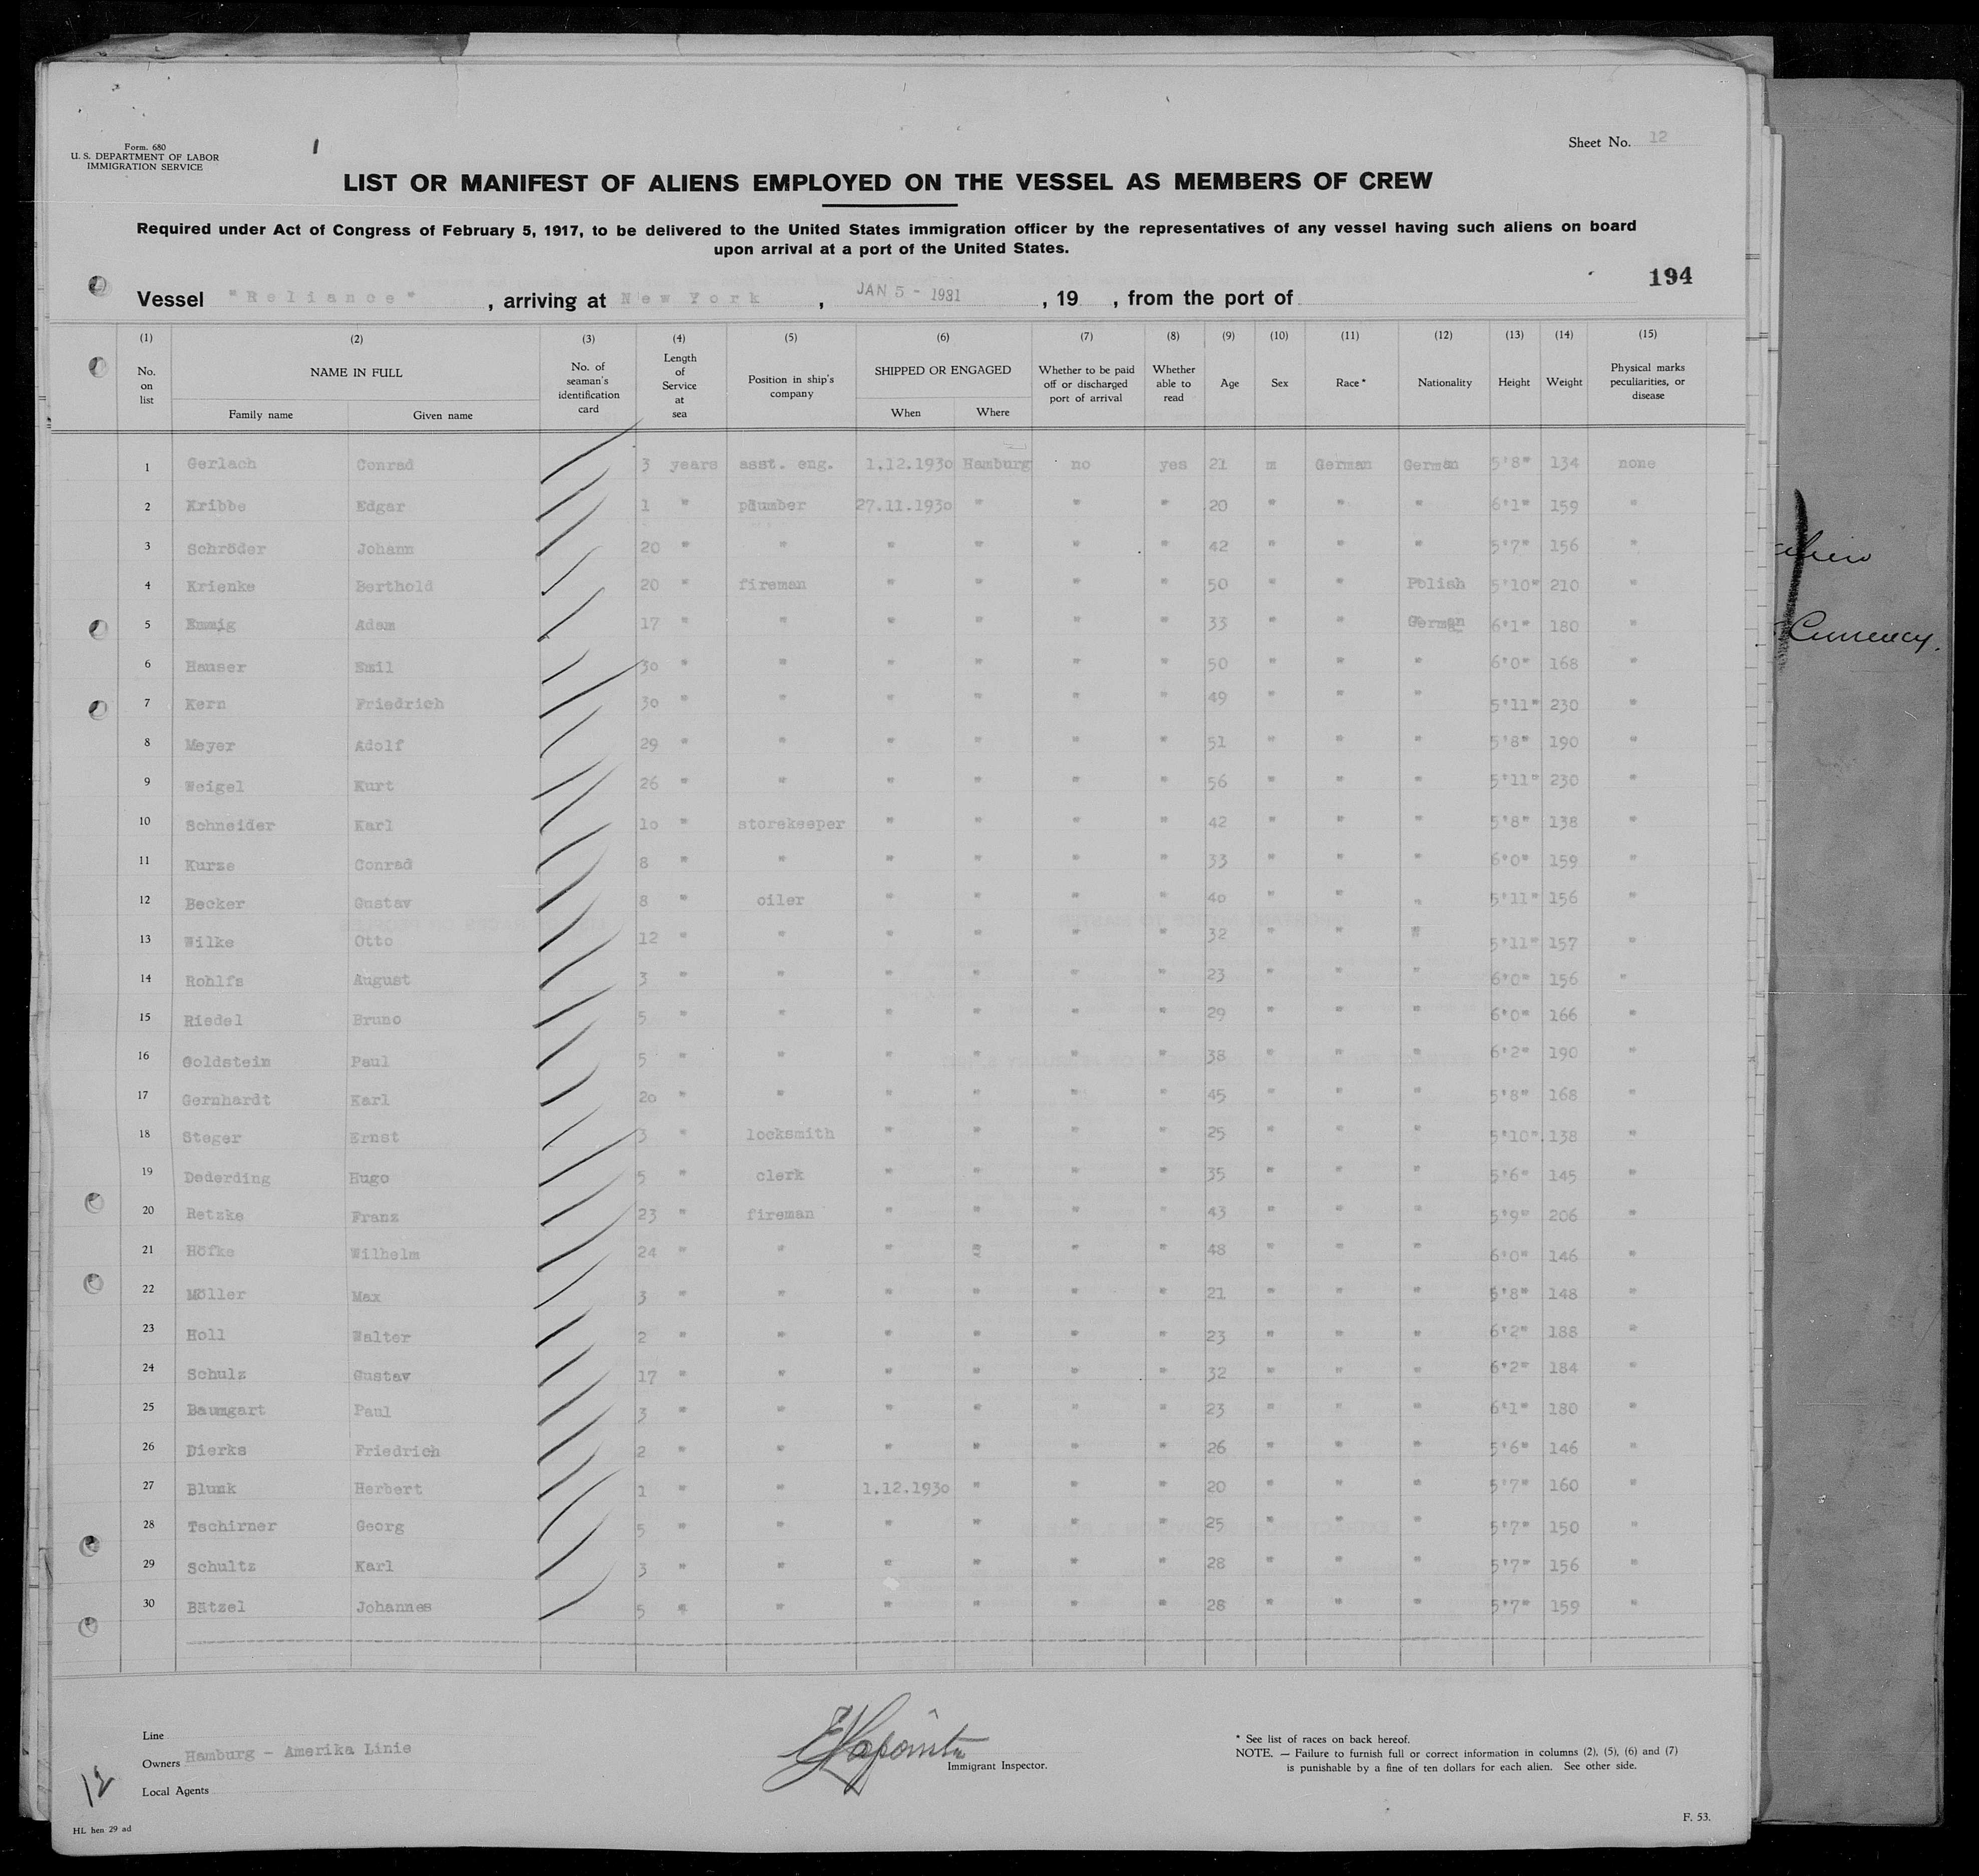 Form. 680
U. S. DEPARTMENT OF LABOR
IMMIGRATION SERVICE
Sheet No. 12
LIST OR MANIFEST OF ALIENS EMPLOYED ON THE VESSEL AS MEMBERS OF CREW
Required under Act of Congress of February 5, 1917, to be delivered to the United States immigration officer by the representatives of any vessel having such aliens on board
upon arrival at a port of the United States.
194
Vessel "Reliance", arriving at New York, JAN 5 - 1931, 19 , from the port of
(1) (2) (3) (4) (5) (6) (7) (8) (9) (10) (11) (12) (13) (14) (15)
No. on list NAME IN FULL Family name Given name No. of seaman's identification card Length of Service at sea Position in ship's company SHIPPED OR ENGAGED When Where Whether to be paid off or discharged port of arrival Whether able to read Age Sex Race* Nationality Height Weight Physical marks peculiarities, or disease
1 Gerlach Conrad 3 years asst. eng. 1.12.1930 Hamburg no yes 21 m German German 5'8" 134 none
2 Kribbe Edgar 1 " plumber 27.11.1930 " " " 20 " " " 6'1" 159 "
3 Schröder Johann 20 " " " " " " 42 " " " 5'7" 156 "
4 Krienke Berthold 20 " fireman " " " " 50 " " Polish 5'10" 210 "
5 Emmig Adam 17 " " " " " " 33 " " German 6'1" 180 "
6 Hauser Emil 30 " " " " " " 50 " " " 6'0" 168 "
7 Kern Friedrich 30 " " " " " " 49 " " " 5'11" 230 "
8 Meyer Adolf 29 " " " " " " 51 " " " 5'8" 190 "
9 Weigel Kurt 26 " " " " " " 56 " " " 5'11" 230 "
10 Schneider Karl 10 " storekeeper " " " " 42 " " " 5'8" 138 "
11 Kurze Conrad 8 " " " " " " 33 " " " 6'0" 159 "
12 Becker Gustav 8 " oiler " " " " 40 " " " 5'11" 156 "
13 Wilke Otto 12 " " " " " " 32 " " " 5'11" 157 "
14 Rohlfs August 3 " " " " " " 23 " " " 6'0" 156 "
15 Riedel Bruno 5 " " " " " " 29 " " " 6'0" 166 "
16 Goldstein Paul 5 " " " " " " 38 " " " 6'2" 190 "
17 Gernhardt Karl 20 " " " " " " 45 " " " 5'8" 168 "
18 Steger Ernst 3 " locksmith " " " " 25 " " " 5'10" 138 "
19 Dederding Hugo 5 " clerk " " " " 35 " " " 5'6" 145 "
20 Retzke Franz 23 " fireman " " " " 43 " " " 5'9" 206 "
21 Höfke Wilhelm 24 " " " " " " 48 " " " 6'0" 146 "
22 Möller Max 3 " " " " " " 21 " " " 5'8" 148 "
23 Holl Walter 2 " " " " " " 23 " " " 6'2" 188 "
24 Schulz Gustav 17 " " " " " " 32 " " " 6'2" 184 "
25 Baumgart Paul 3 " " " " " " 23 " " " 6'1" 180 "
26 Dierks Friedrich 2 " " " " " " 26 " " " 5'6" 146 "
27 Blunk Herbert 1 " " 1.12.1930 " " " 20 " " " 5'7" 160 "
28 Tschirner Georg 5 " " " " " " 25 " " " 5'7" 150 "
29 Schultz Karl 3 " " " " " " 28 " " " 5'7" 156 "
30 Bätzel Johannes 5 " " " " " " 28 " " " 5'7" 159 "
Line
Owners Hamburg - Amerika Linie
Local Agents
Immigrant Inspector.
* See list of races on back hereof.
NOTE. — Failure to furnish full or correct information in columns (2), (5), (6) and (7)
is punishable by a fine of ten dollars for each alien. See other side.
12
HL hen 29 ad
F. 53.
Currency.